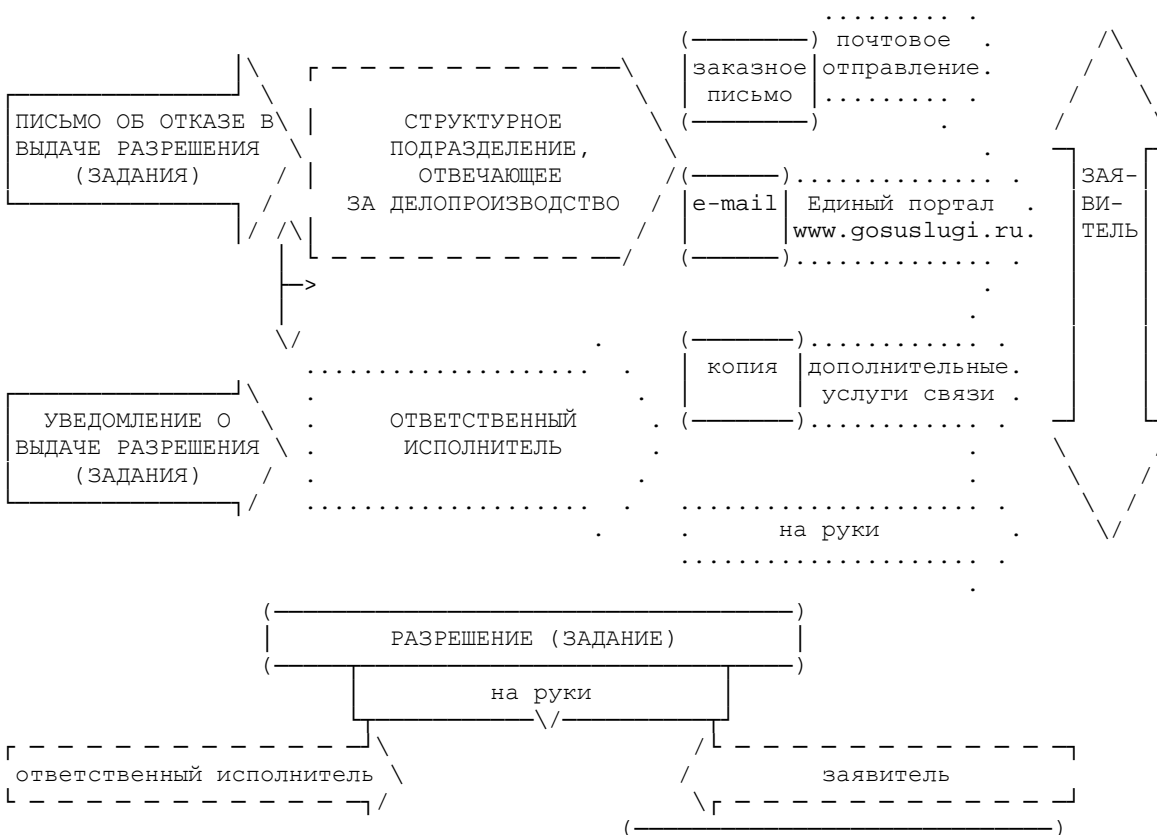 почтовое
заказное отправление.
письмо
ПИСЬМО ОБ ОТКАЗЕ В
ВЫДАЧЕ РАЗРЕШЕНИЯ
(ЗАДАНИЯ)
СТРУКТУРНОЕ
ПОДРАЗДЕЛЕНИЕ,
ОТВЕЧАЮЩЕЕ
ЗА ДЕЛОПРОИЗВОДСТВО
e-mail
Единый портал
www.gosuslugi.ru.
ЗАЯ-
ВИ-
ТЕЛЬ
копия
дополнительные.
услуги связи
УВЕДОМЛЕНИЕ О
ВЫДАЧЕ РАЗРЕШЕНИЯ
(ЗАДАНИЯ)
ОТВЕТСТВЕННЫЙ
ИСПОЛНИТЕЛЬ
на руки
РАЗРЕШЕНИЕ (ЗАДАНИЕ)
на руки
ответственный исполнитель
заявитель